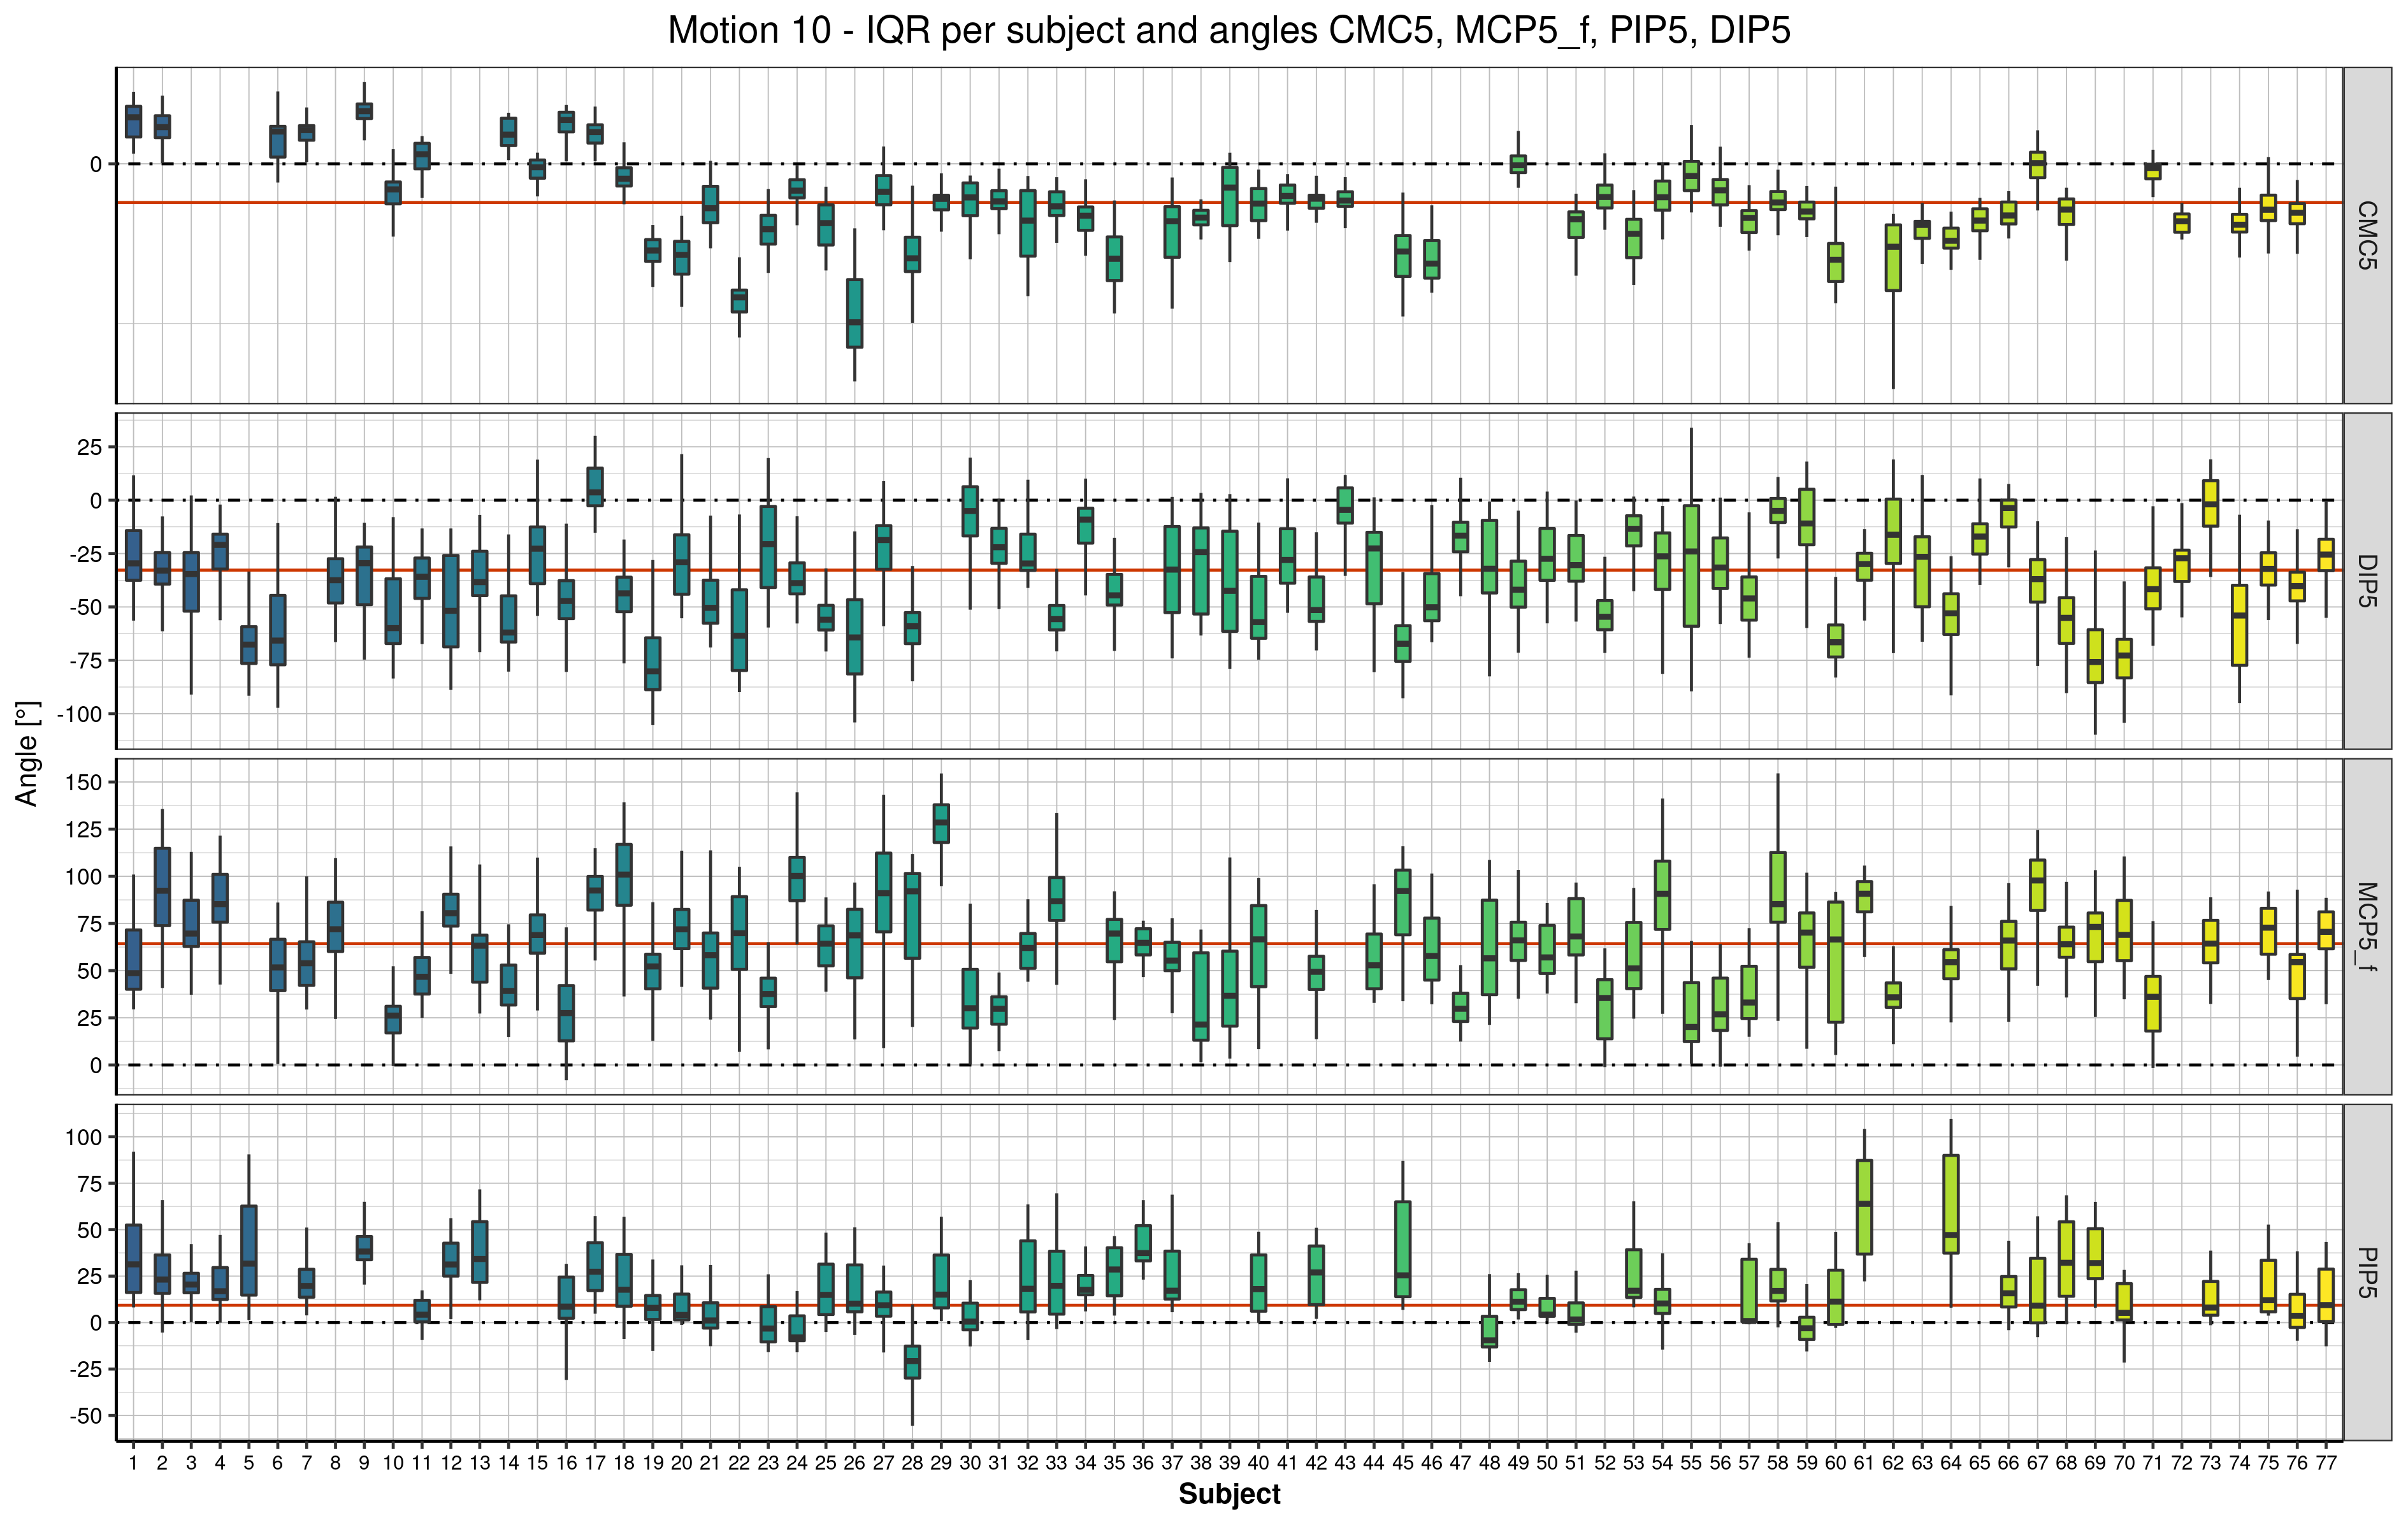 Motion 10 - IQR per subject and angles CMC5, MCP5_f, PIP5, DIP5
Angle [°]
0
CMC5
25
0
-25
-50
-75
-100
DIP5
150
125
100
75
50
25
0
MCP5_f
100
75
50
25
0
-25
-50
PIP5
1 2 3 4 5 6 7 8 9 10 11 12 13 14 15 16 17 18 19 20 21 22 23 24 25 26 27 28 29 30 31 32 33 34 35 36 37 38 39 40 41 42 43 44 45 46 47 48 49 50 51 52 53 54 55 56 57 58 59 60 61 62 63 64 65 66 67 68 69 70 71 72 73 74 75 76 77
Subject